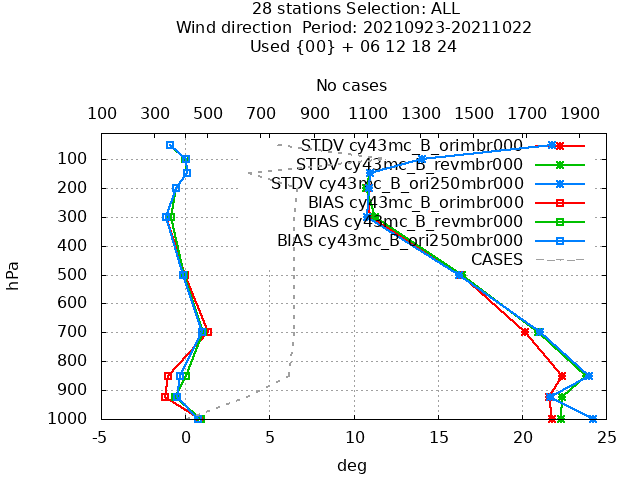 28 stations Selection: ALL
Wind direction  Period: 20210923-20211022
Used {00} + 06 12 18 24
No cases
100 300 500 700 900 1100 1300 1500 1700 1900
STDV cy43mc_B_orimbr000
100
STDV cy43mc_B_revmbr000
STDV cy43mc_B_ori250mbr000
200
BIAS cy43mc_B_orimbr000
300
BIAS cy43mc_B_revmbr000
400
BIAS cy43mc_B_ori250mbr000
CASES
500
hPa
600
700
800
900
1000
-5 0 5 10 15 20 25
deg